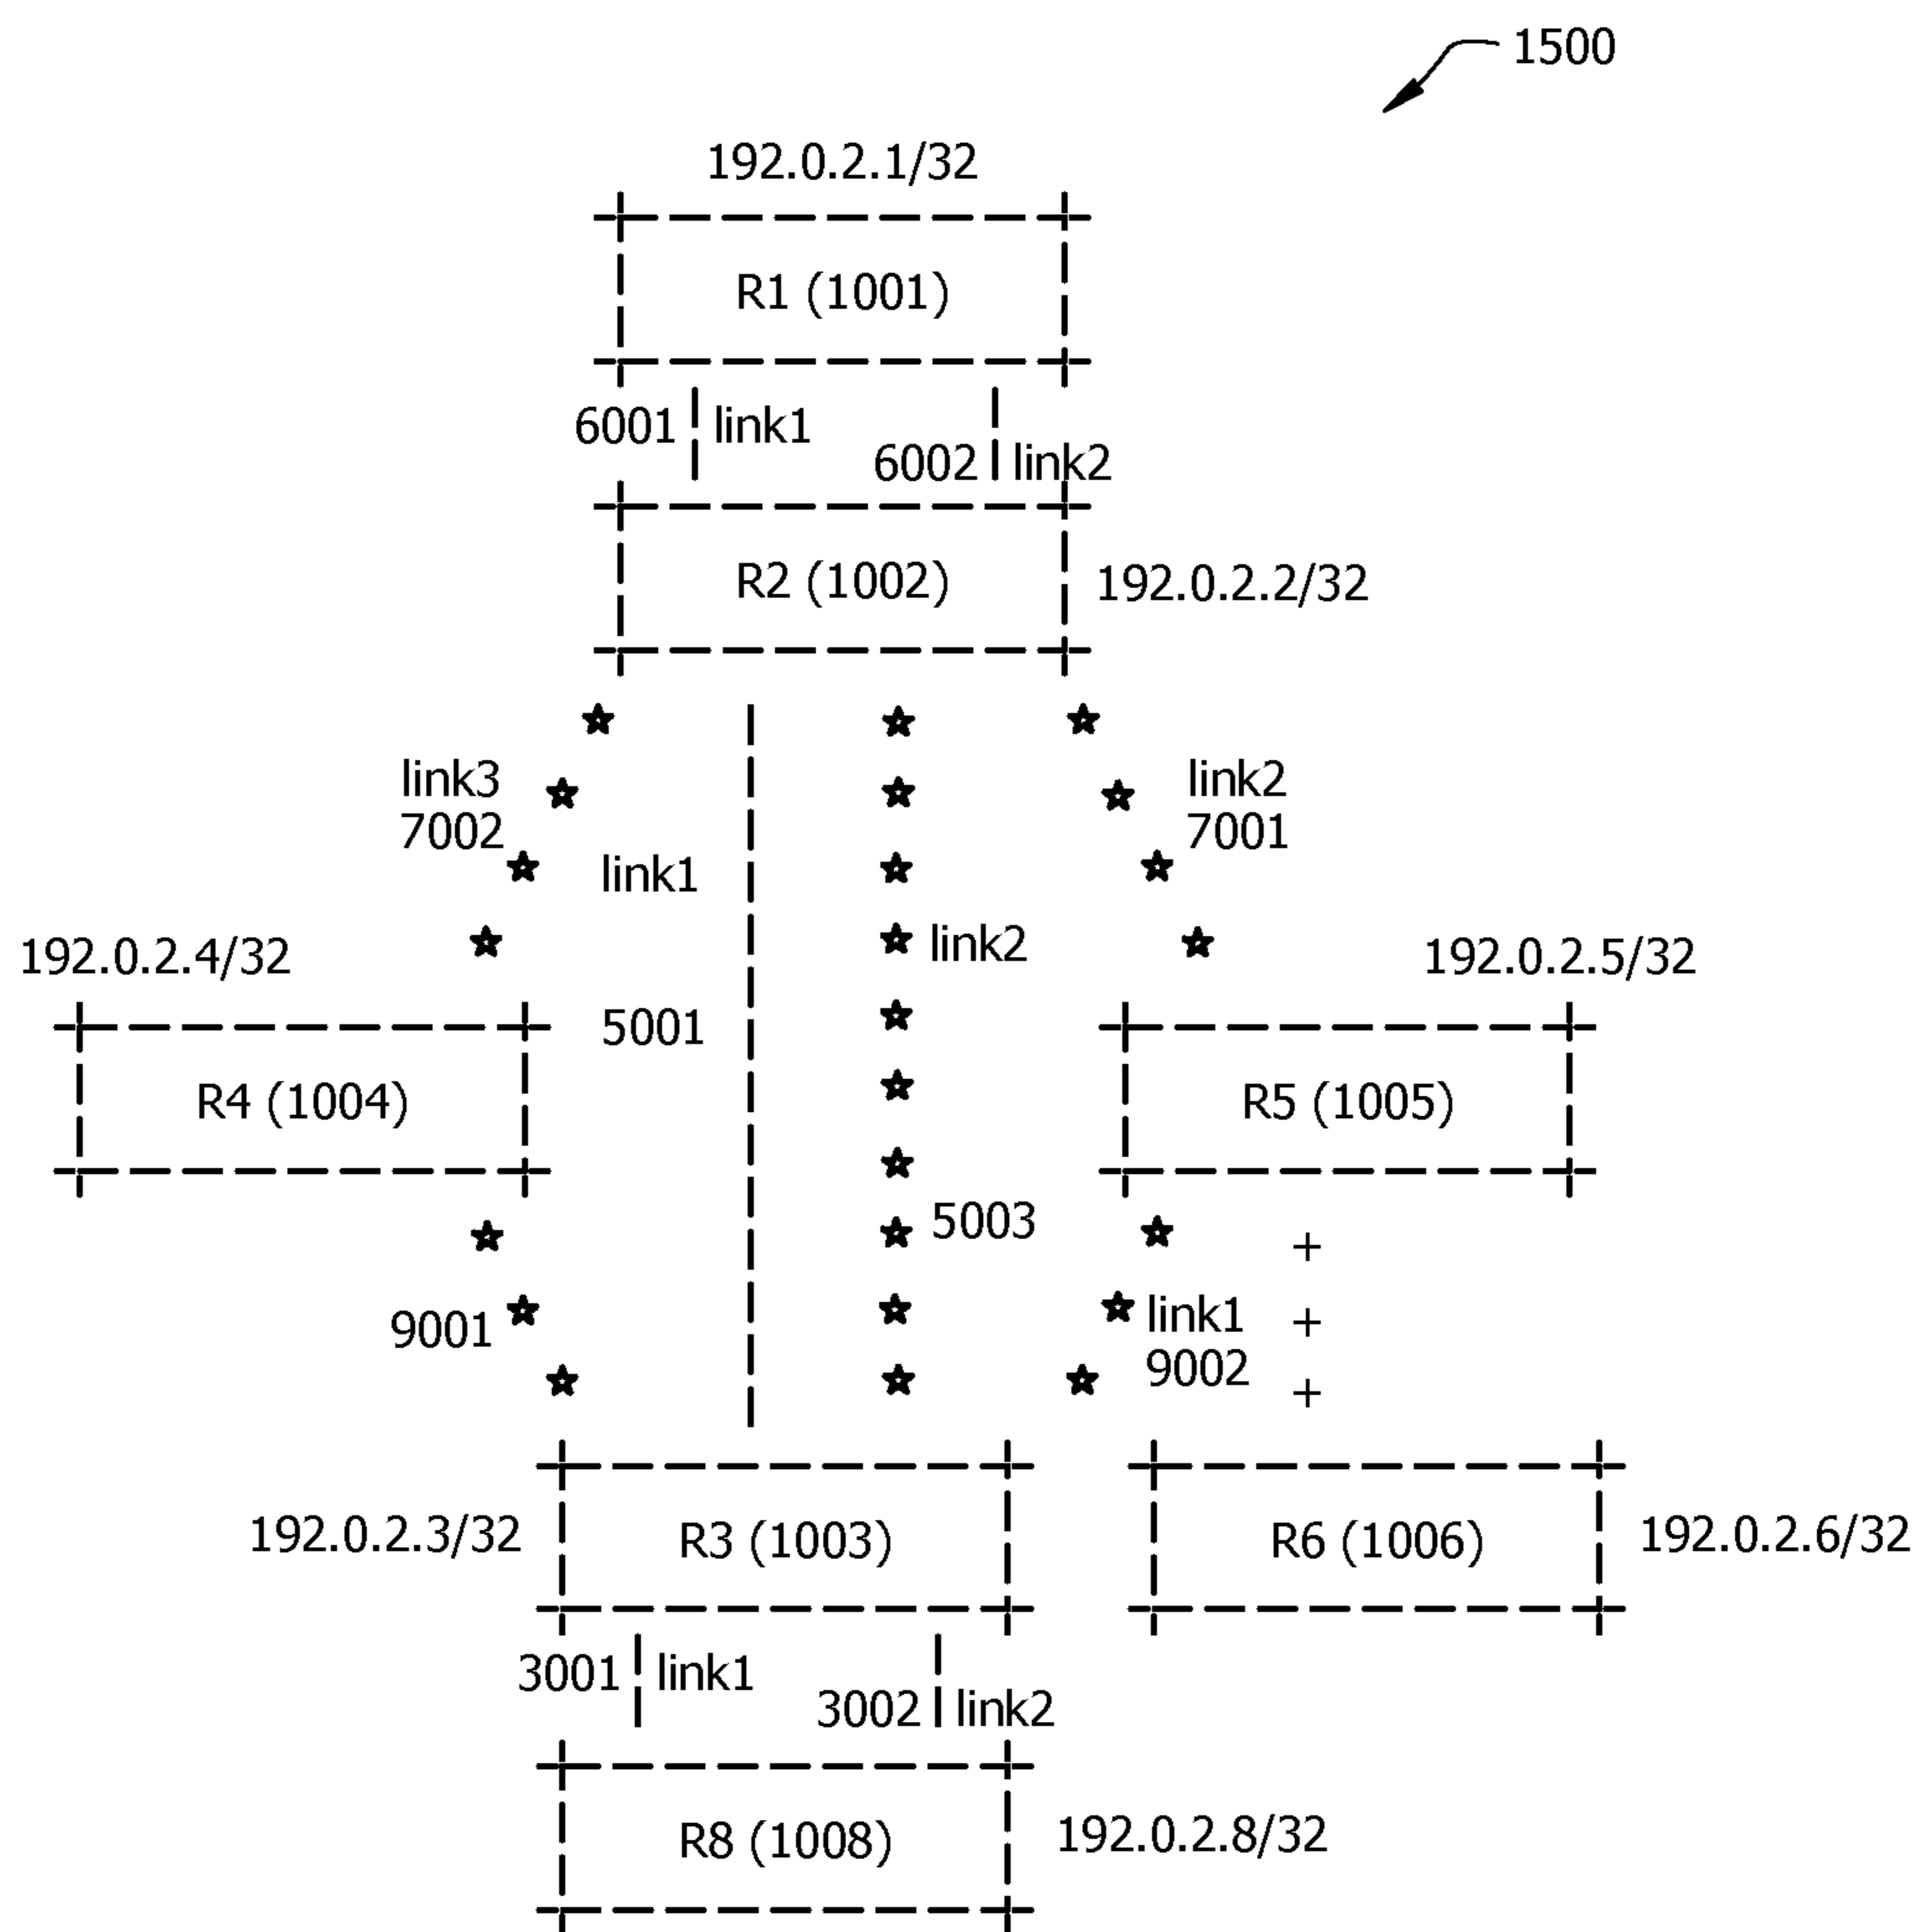 1500
192.0.2.1/32
R1 (1001)
6001 link1
6002 link2
R2 (1002)
192.0.2.2/32
link3
7002
link2
7001
link1
link2
192.0.2.4/32
192.0.2.5/32
5001
R4 (1004)
R5 (1005)
5003
9001
link1
9002
192.0.2.3/32
R3 (1003)
R6 (1006)
192.0.2.6/32
3001 link1
3002 link2
R8 (1008)
192.0.2.8/32